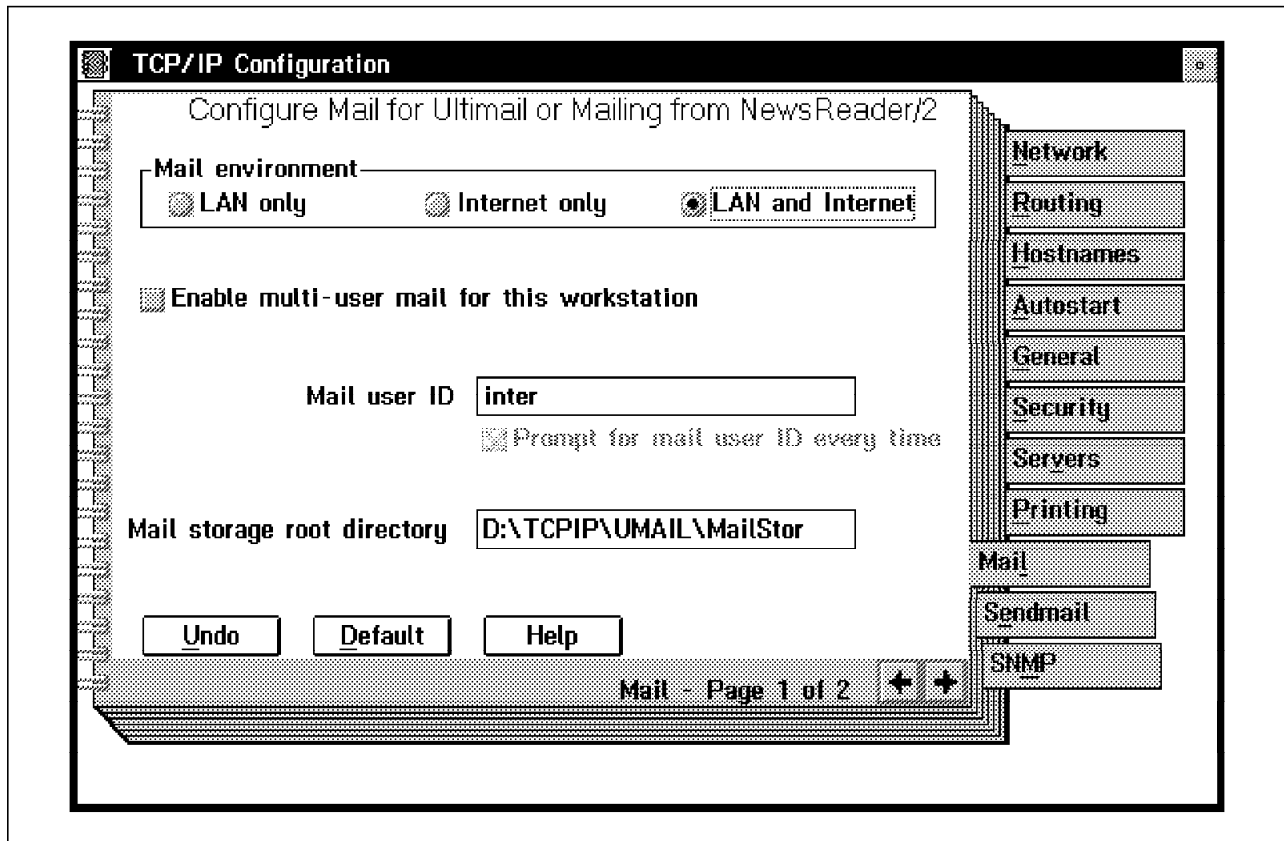 TCP/IP Configuration
Configure Mail for Ultimail or Mailing from NewsReader/2
Mail environment
LAN only
Internet only
LAN and Internet
Enable multi-user mail for this workstation
Mail user ID
inter
Prompt for mail user ID every time
Mail storage root directory
D:\TCPIP\UMAIL\MailStor
Undo
Default
Help
Mail - Page 1 of 2
Network
Routing
Hostnames
Autostart
General
Security
Servers
Printing
Mail
Sendmail
SNMP